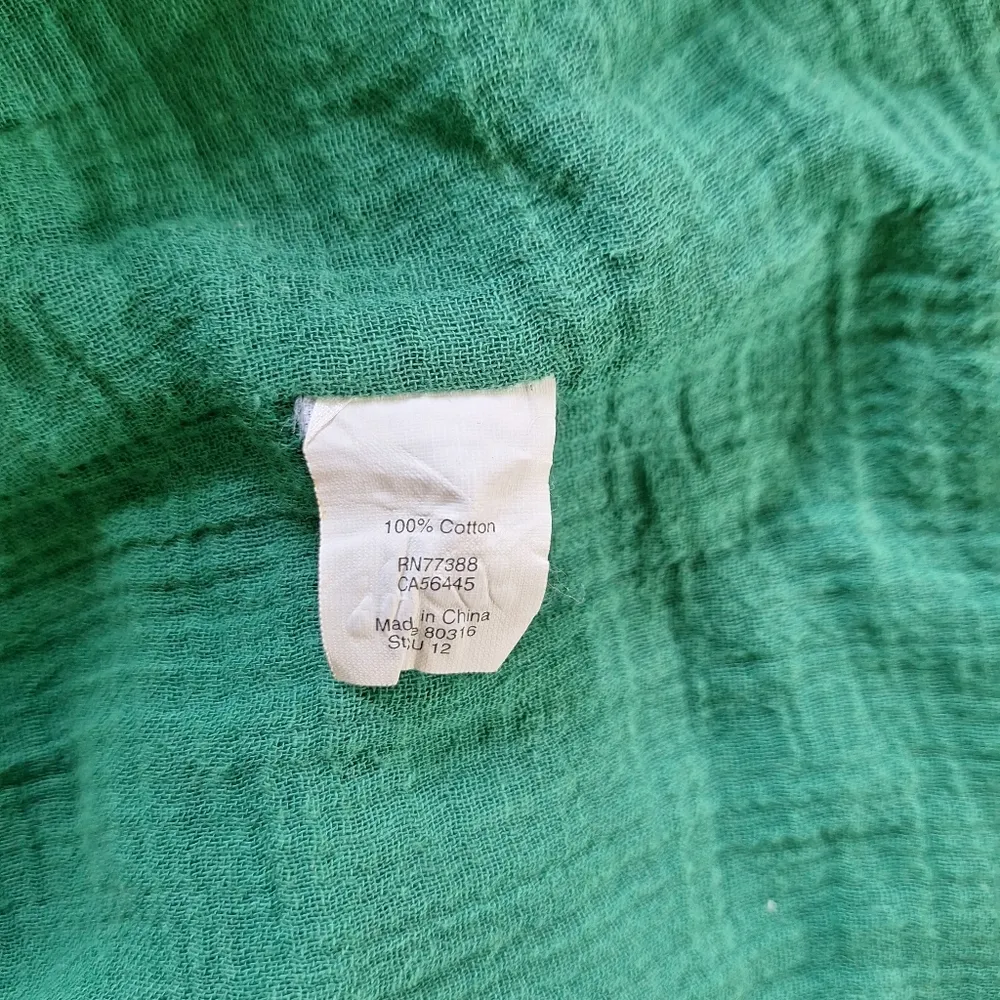 100% Cotton
RN77388
CA56445
Made in China
80316
12